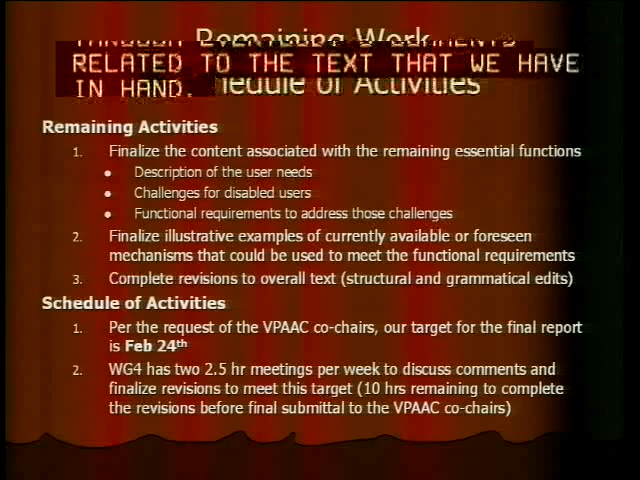 Remaining Work
RELATED TO THE TEXT THAT WE HAVE
IN HAND.
of Activities
Remaining Activities
1. Finalize the content associated with the remaining essential functions
● Description of the user needs
● Challenges for disabled users
● Functional requirements to address those challenges
2. Finalize illustrative examples of currently available or foreseen
mechanisms that could be used to meet the functional requirements
3. Complete revisions to overall text (structural and grammatical edits)
Schedule of Activities
1. Per the request of the VPAAC co-chairs, our target for the final report
is Feb 24th
2. WG4 has two 2.5 hr meetings per week to discuss comments and
finalize revisions to meet this target (10 hrs remaining to complete
the revisions before final submittal to the VPAAC co-chairs)